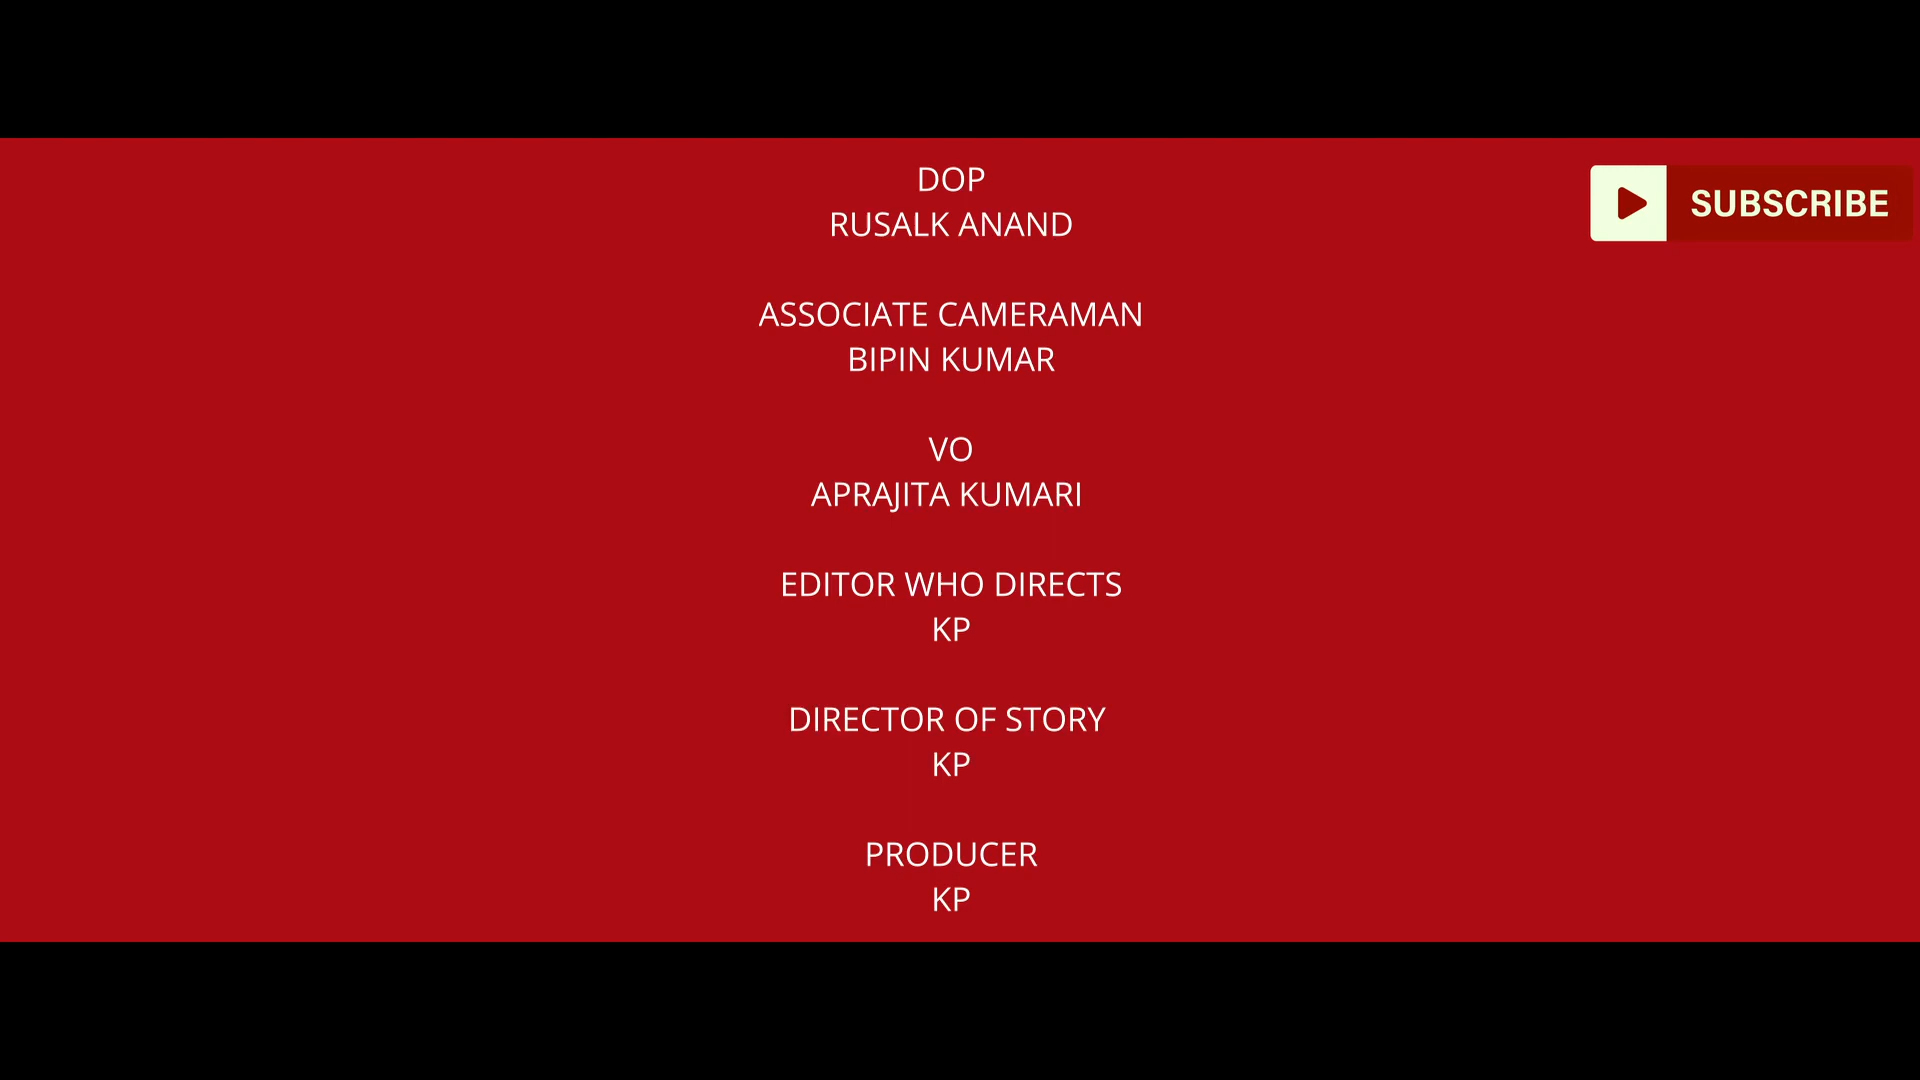 DOP
RUSALK ANAND
SUBSCRIBE
ASSOCIATE CAMERAMAN
BIPIN KUMAR
VO
APRAJITA KUMARI
EDITOR WHO DIRECTS
KP
DIRECTOR OF STORY
KP
PRODUCER
KP